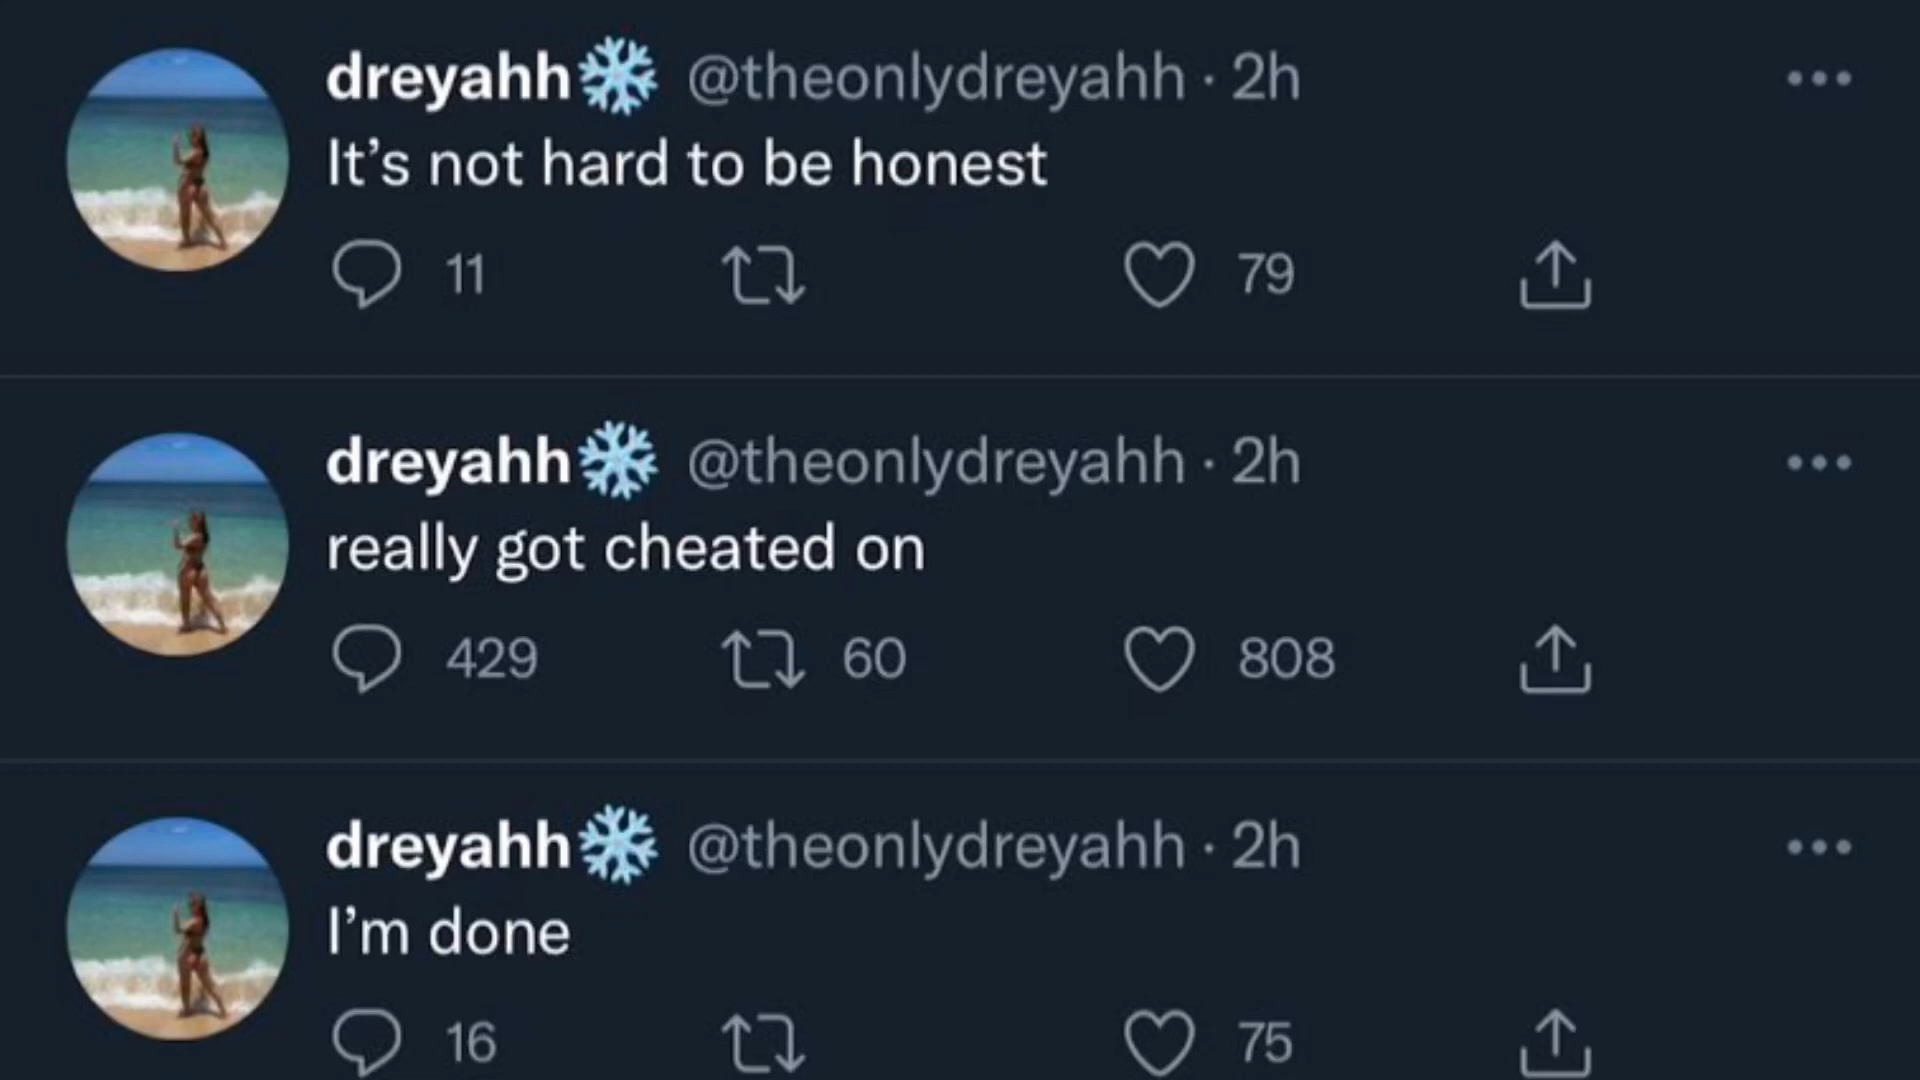 dreyahh❄️ @theonlydreyahh · 2h
It’s not hard to be honest
11 79
dreyahh❄️ @theonlydreyahh · 2h
really got cheated on
429 60 808
dreyahh❄️ @theonlydreyahh · 2h
I’m done
16 75